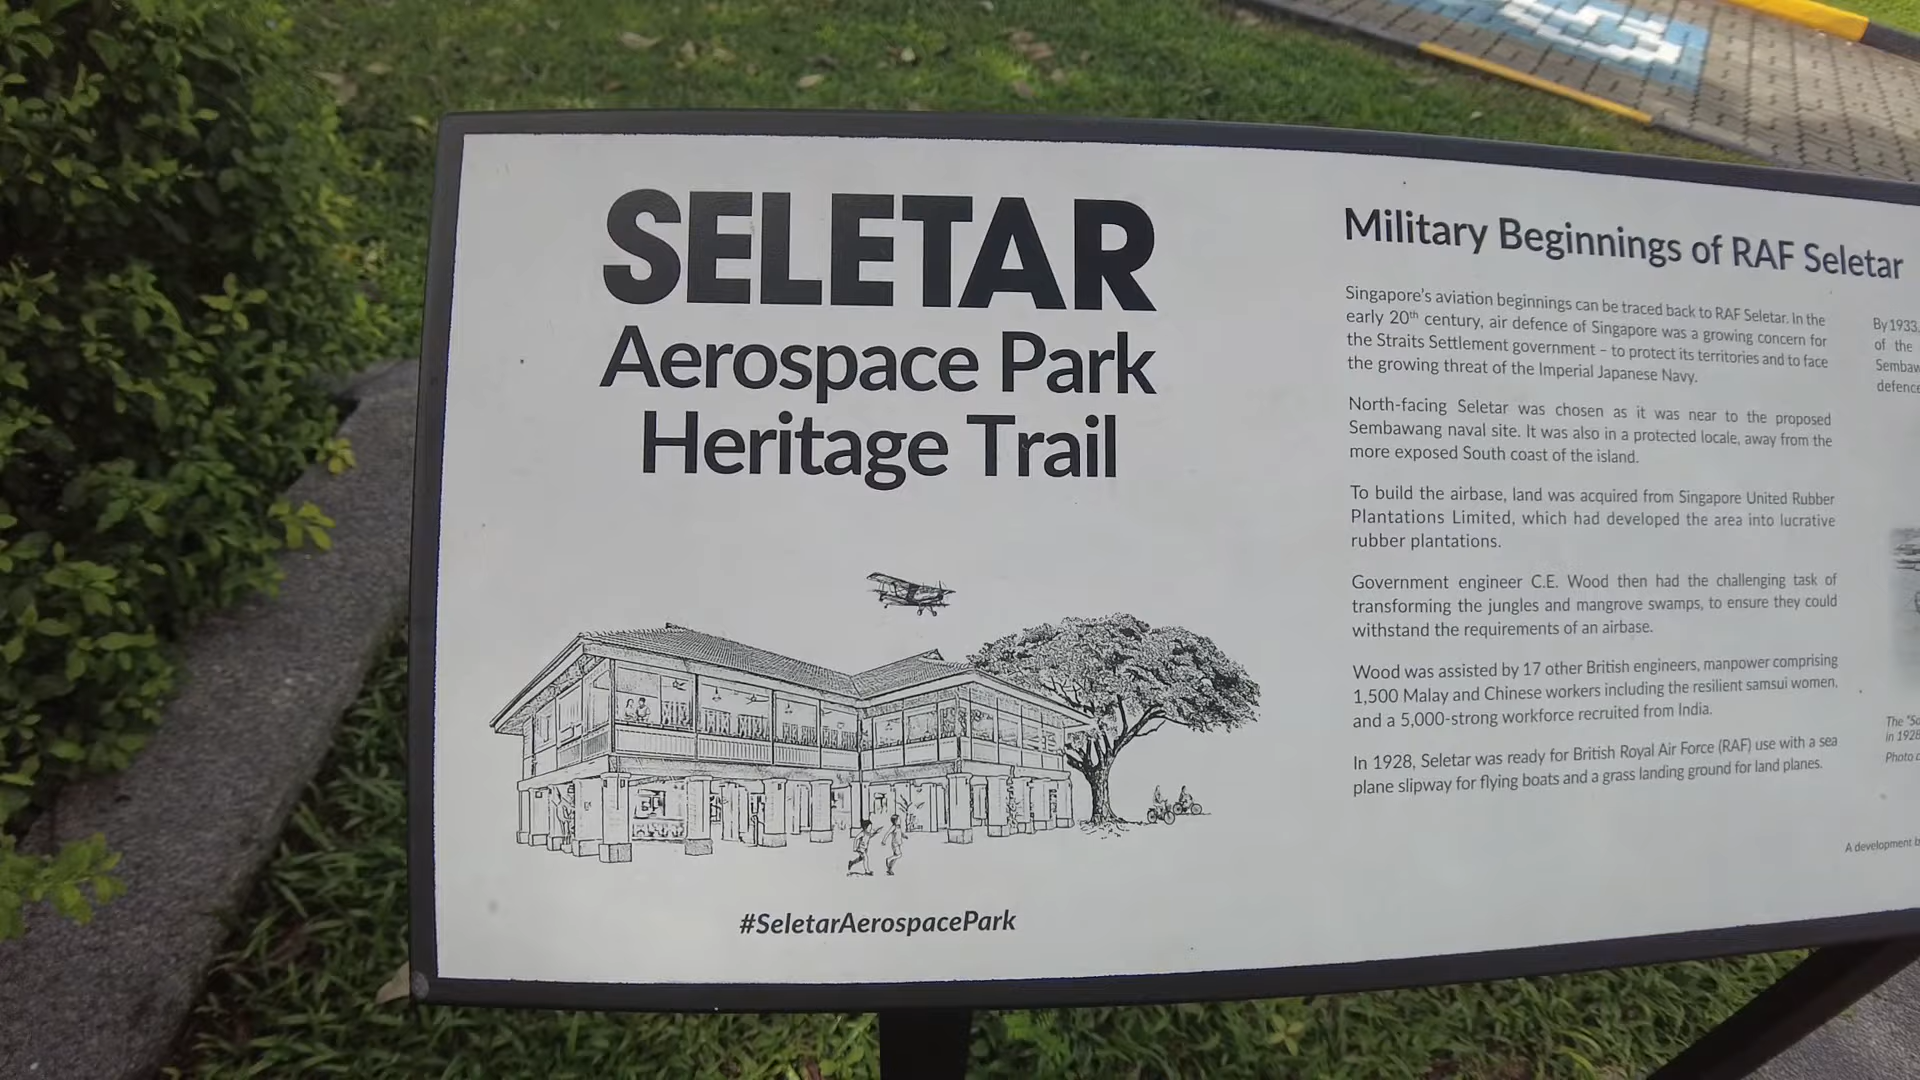 SELETAR
Aerospace Park
Heritage Trail
#SeletarAerospacePark
Military Beginnings of RAF Seletar
Singapore's aviation beginnings can be traced back to RAF Seletar. In the
early 20th century, air defence of Singapore was a growing concern for
the Straits Settlement government – to protect its territories and to face
the growing threat of the Imperial Japanese Navy.
North-facing Seletar was chosen as it was near to the proposed
Sembawang naval site. It was also in a protected locale, away from the
more exposed South coast of the island.
To build the airbase, land was acquired from Singapore United Rubber
Plantations Limited, which had developed the area into lucrative
rubber plantations.
Government engineer C.E. Wood then had the challenging task of
transforming the jungles and mangrove swamps, to ensure they could
withstand the requirements of an airbase.
Wood was assisted by 17 other British engineers, manpower comprising
1,500 Malay and Chinese workers including the resilient samsui women,
and a 5,000-strong workforce recruited from India.
In 1928, Seletar was ready for British Royal Air Force (RAF) use with a sea
plane slipway for flying boats and a grass landing ground for land planes.
By 1933,
of the
in 1928
Photo
A development